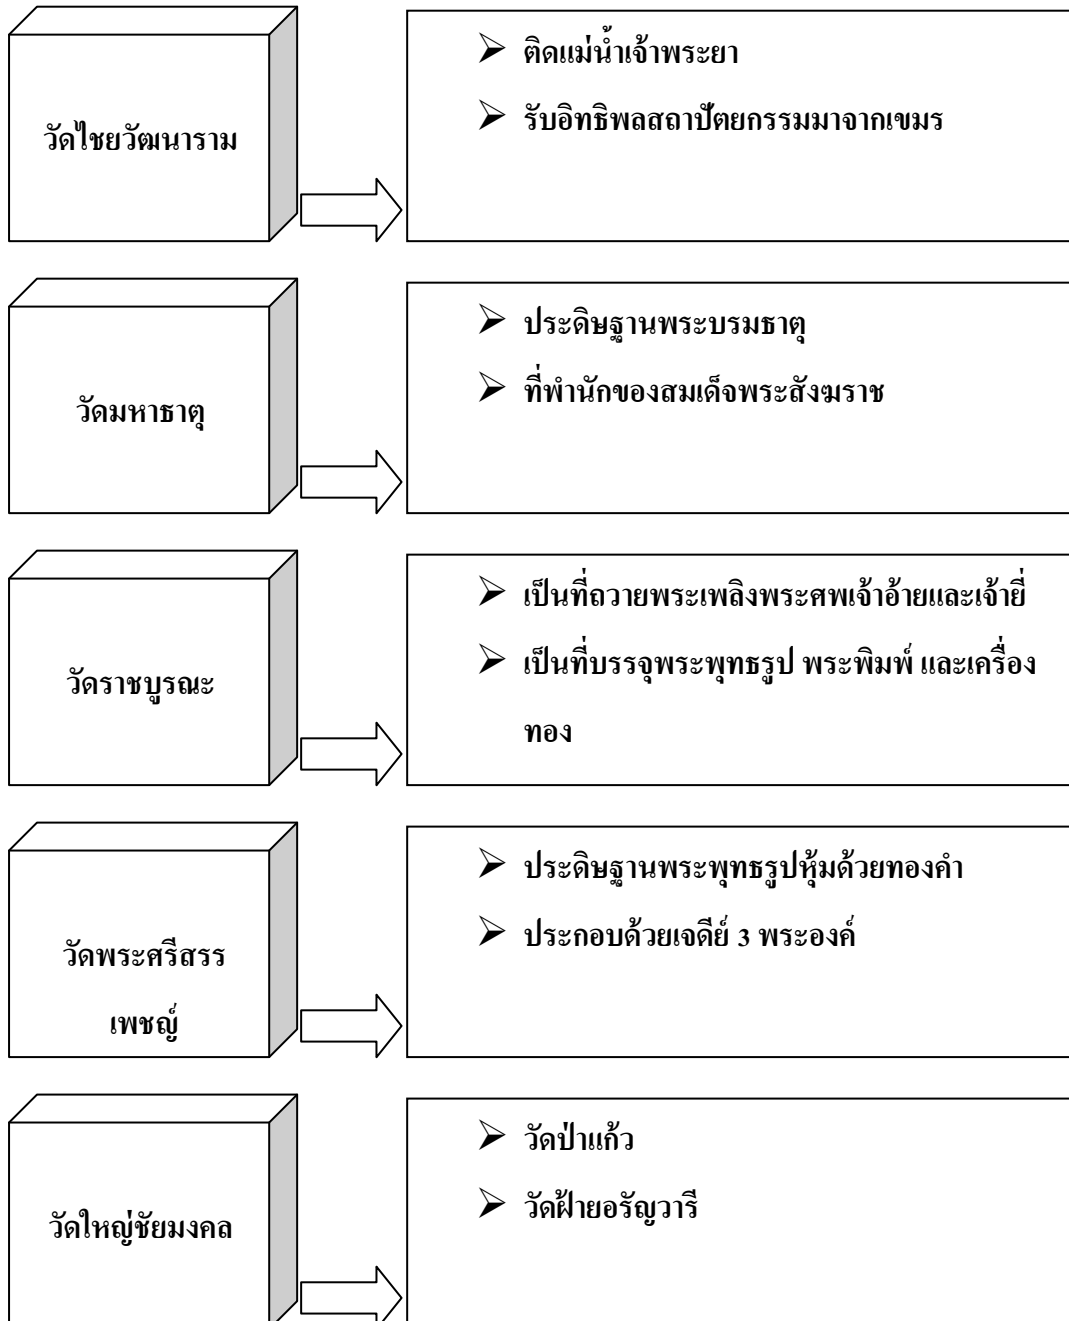 วัดไชยวัฒนาราม
➢ ติดแม่น้ำเจ้าพระยา
➢ รับอิทธิพลสถาปัตยกรรมมาจากเขมร
วัดมหาธาตุ
➢ ประดิษฐานพระบรมธาตุ
➢ ที่พำนักของสมเด็จพระสังฆราช
วัดราชบูรณะ
➢ เป็นที่ถวายพระเพลิงพระศพเจ้าอ้ายและเจ้ายี่
➢ เป็นที่บรรจุพระพุทธรูป พระพิมพ์ และเครื่อง
ทอง
วัดพระศรีสรร
เพชญ์
➢ ประดิษฐานพระพุทธรูปหุ้มด้วยทองคำ
➢ ประกอบด้วยเจดีย์ 3 พระองค์
วัดใหญ่ชัยมงคล
➢ วัดป่าแก้ว
➢ วัดฝ้ายอรัญวารี